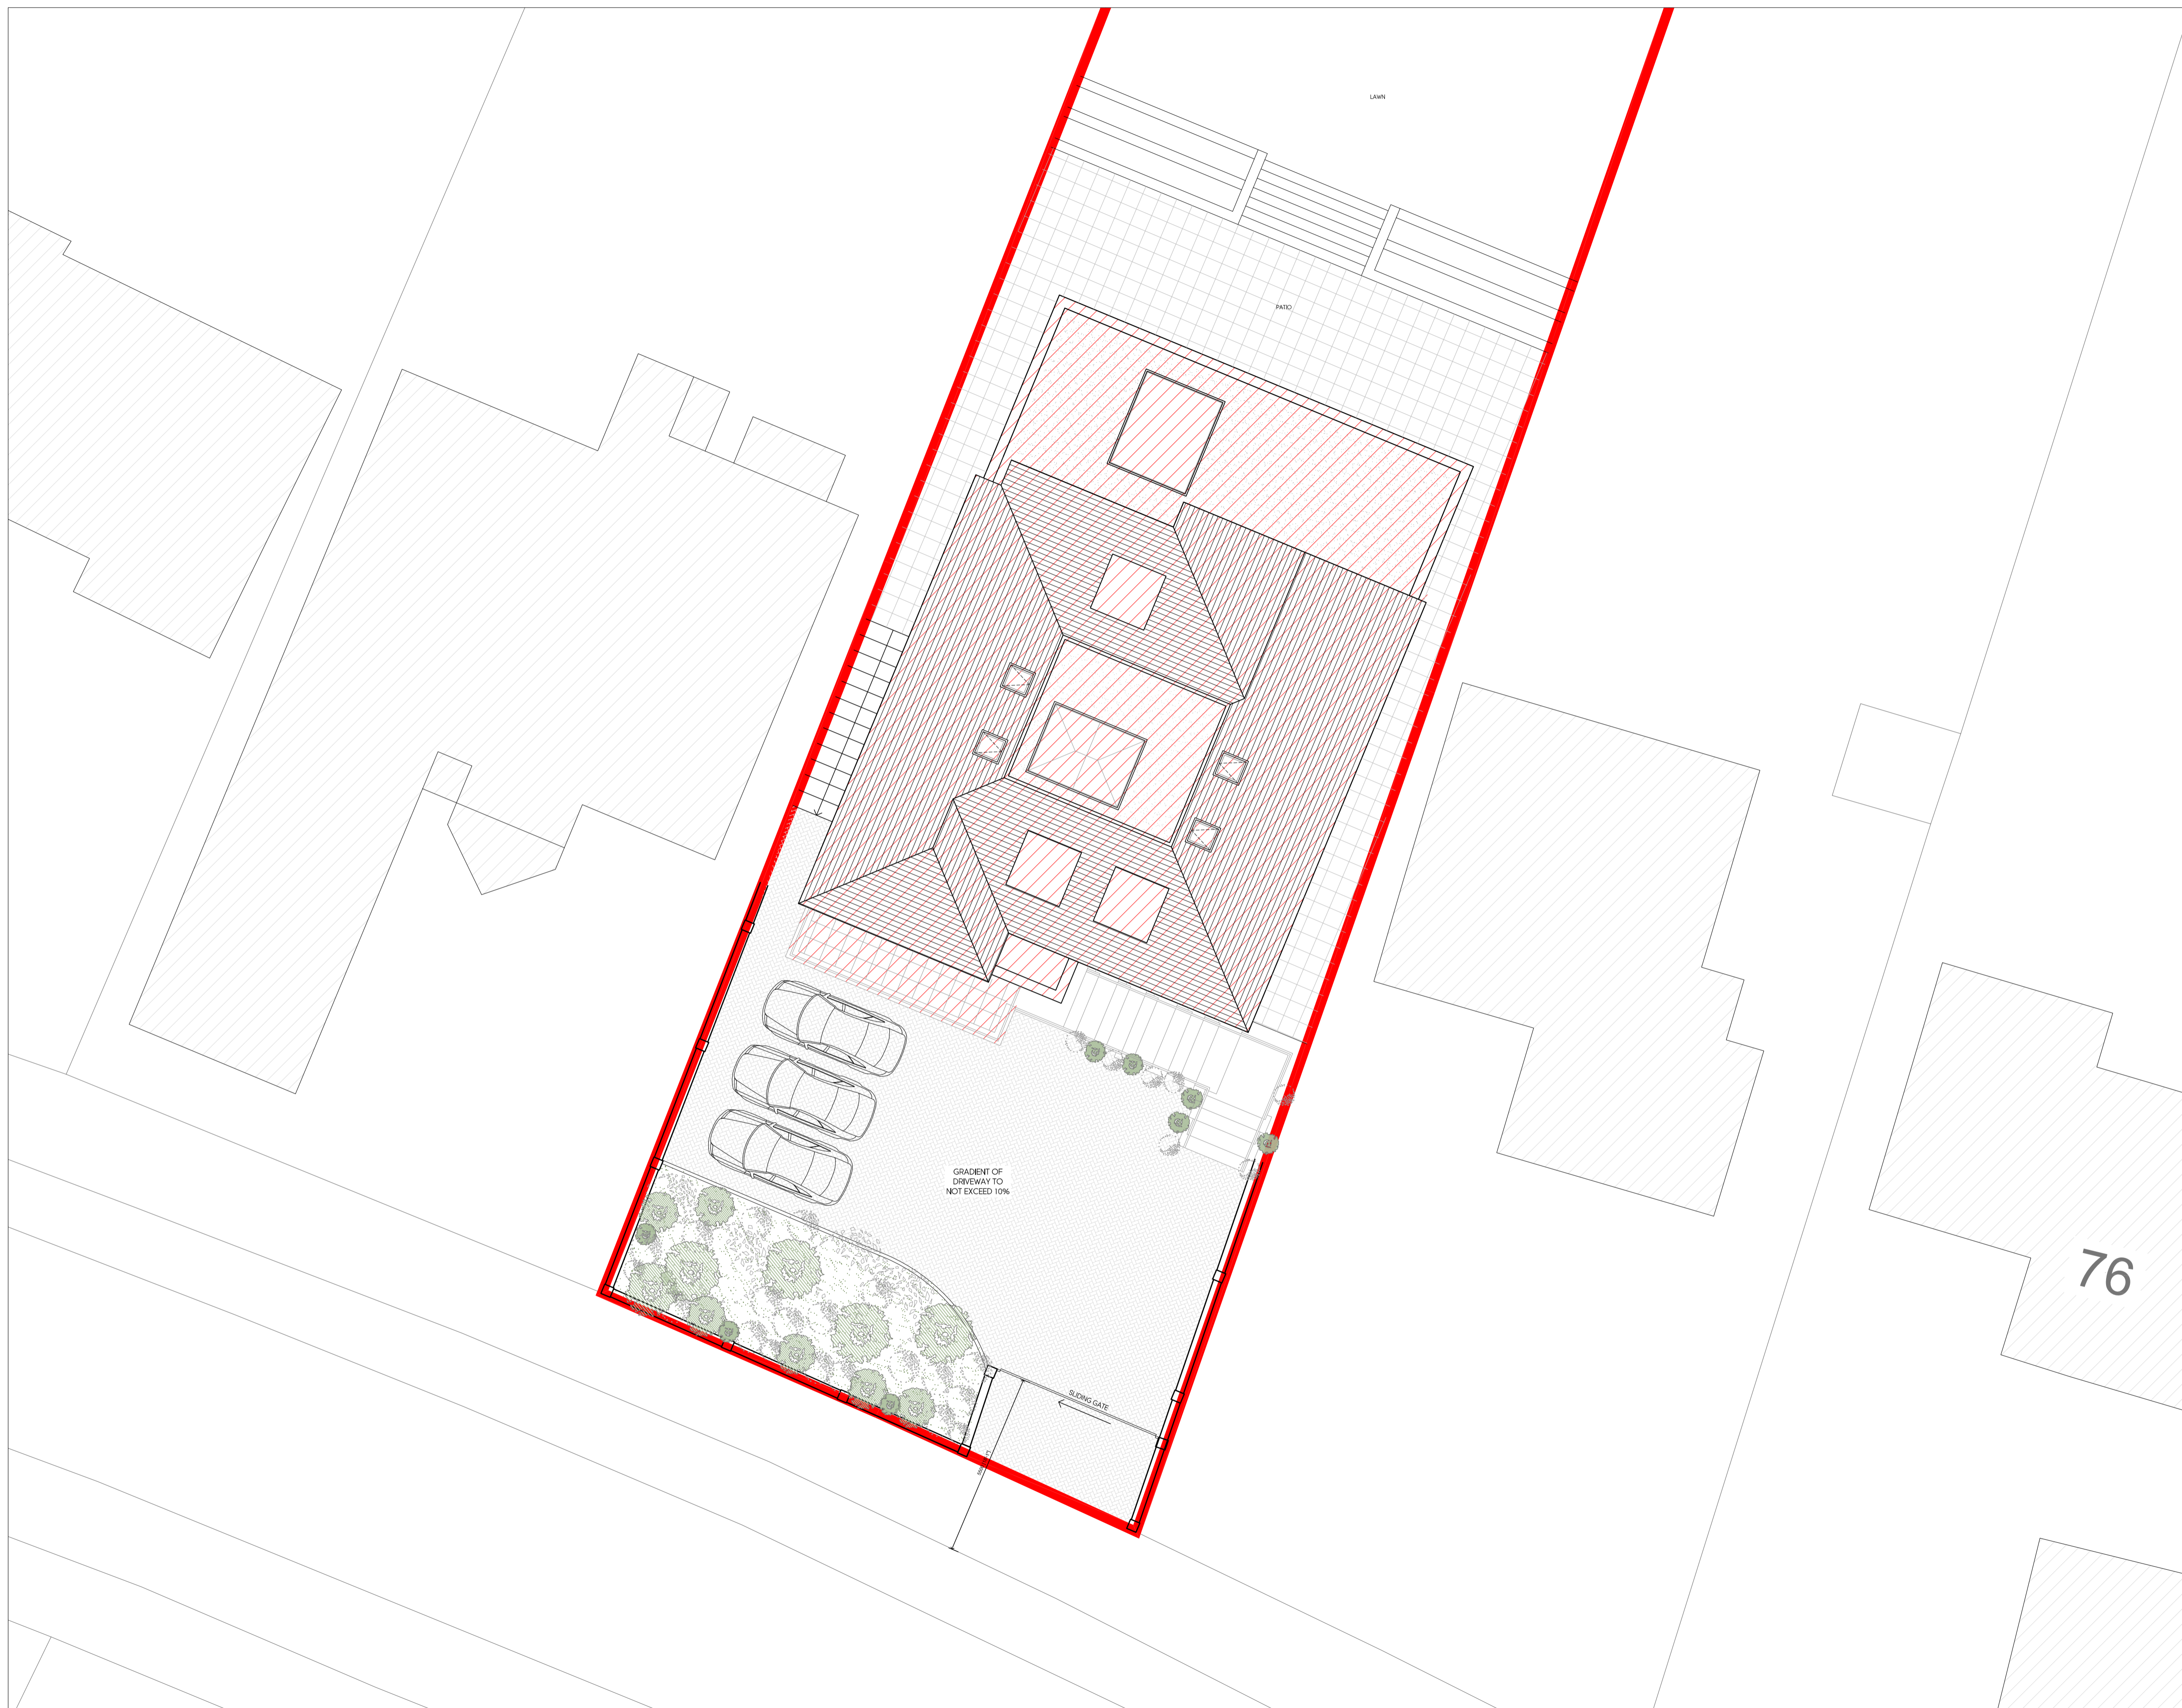 LAWN
PATIO
GRADIENT OF
DRIVEWAY TO
NOT EXCEED 10%
SLIDING GATE
76